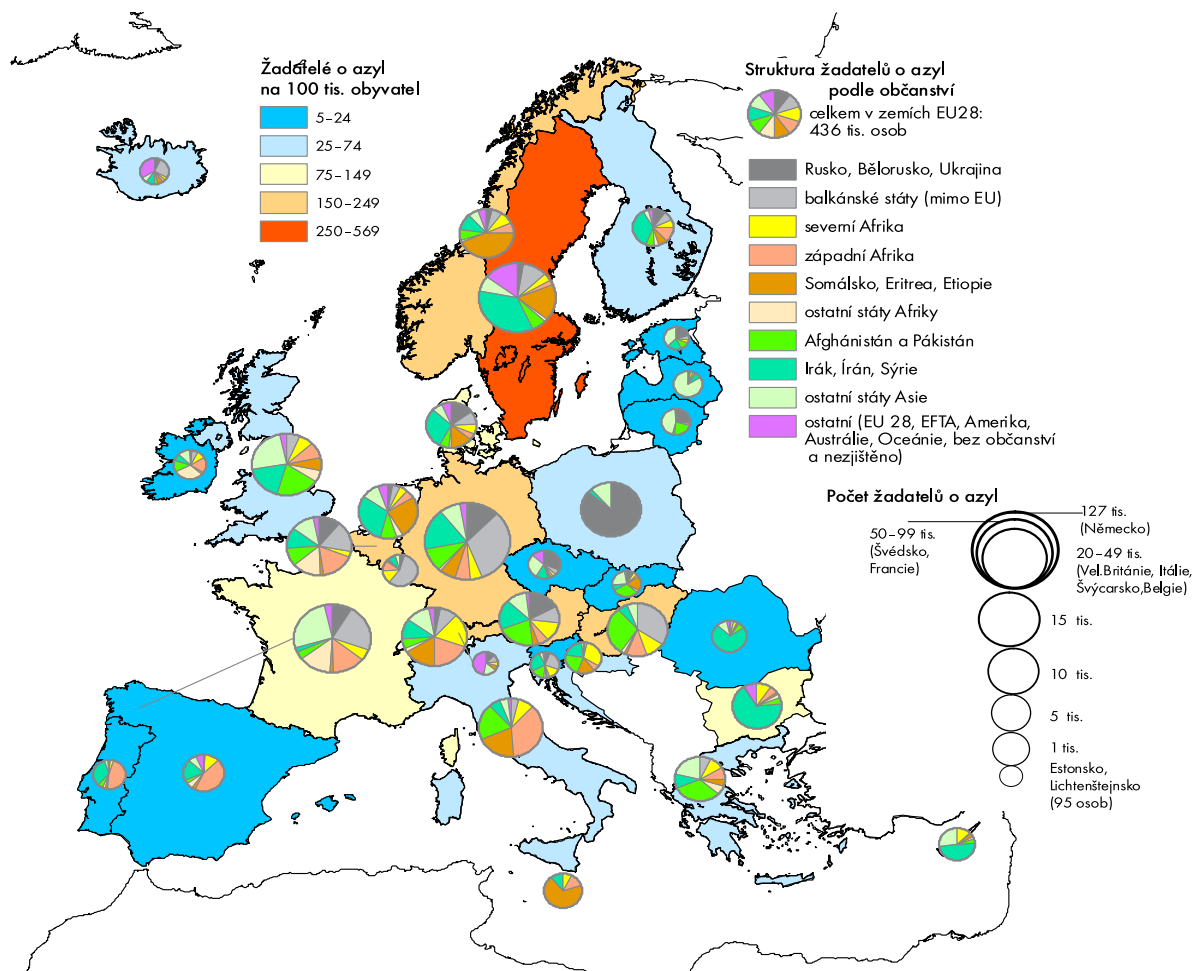 Žadatelé o azyl
na 100 tis. obyvatel
5–24
25–74
75–149
150–249
250–569
Struktura žadatelů o azyl
podle občanství
celkem v zemích EU28:
436 tis. osob
Rusko, Bělorusko, Ukrajina
balkánské státy (mimo EU)
severní Afrika
západní Afrika
Somálsko, Eritrea, Etiopie
ostatní státy Afriky
Afghánistán a Pákistán
Irák, Írán, Sýrie
ostatní státy Asie
ostatní (EU 28, EFTA, Amerika,
Austrálie, Oceánie, bez občanství
a nezjištěno)
Počet žadatelů o azyl
127 tis.
(Německo)
50–99 tis.
(Švédsko,
Francie)
20–49 tis.
(Vel.Británie, Itálie,
Švýcarsko,Belgie)
15 tis.
10 tis.
5 tis.
1 tis.
Estonsko,
Lichtenštejnsko
(95 osob)